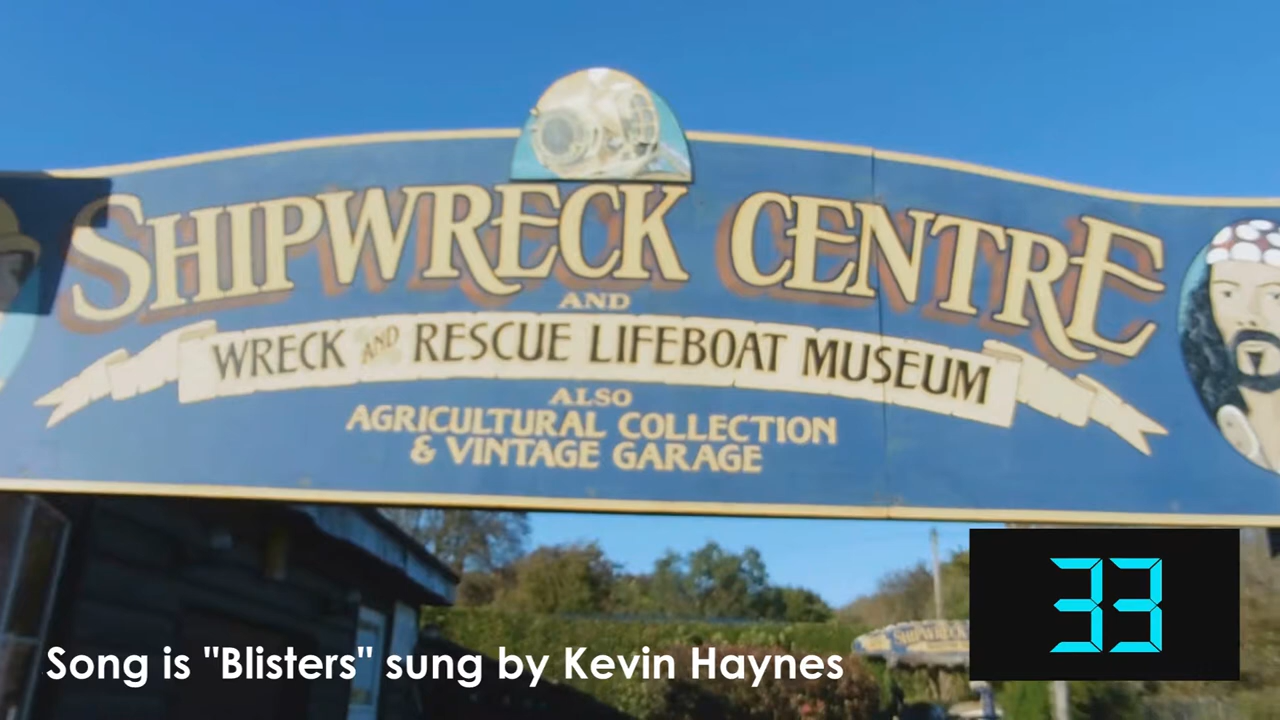 SHIPWRECK CENTRE
AND
WRECK AND RESCUE LIFEBOAT MUSEUM
ALSO
AGRICULTURAL COLLECTION
& VINTAGE GARAGE
SHIPWRECK
33
Song is "Blisters" sung by Kevin Haynes